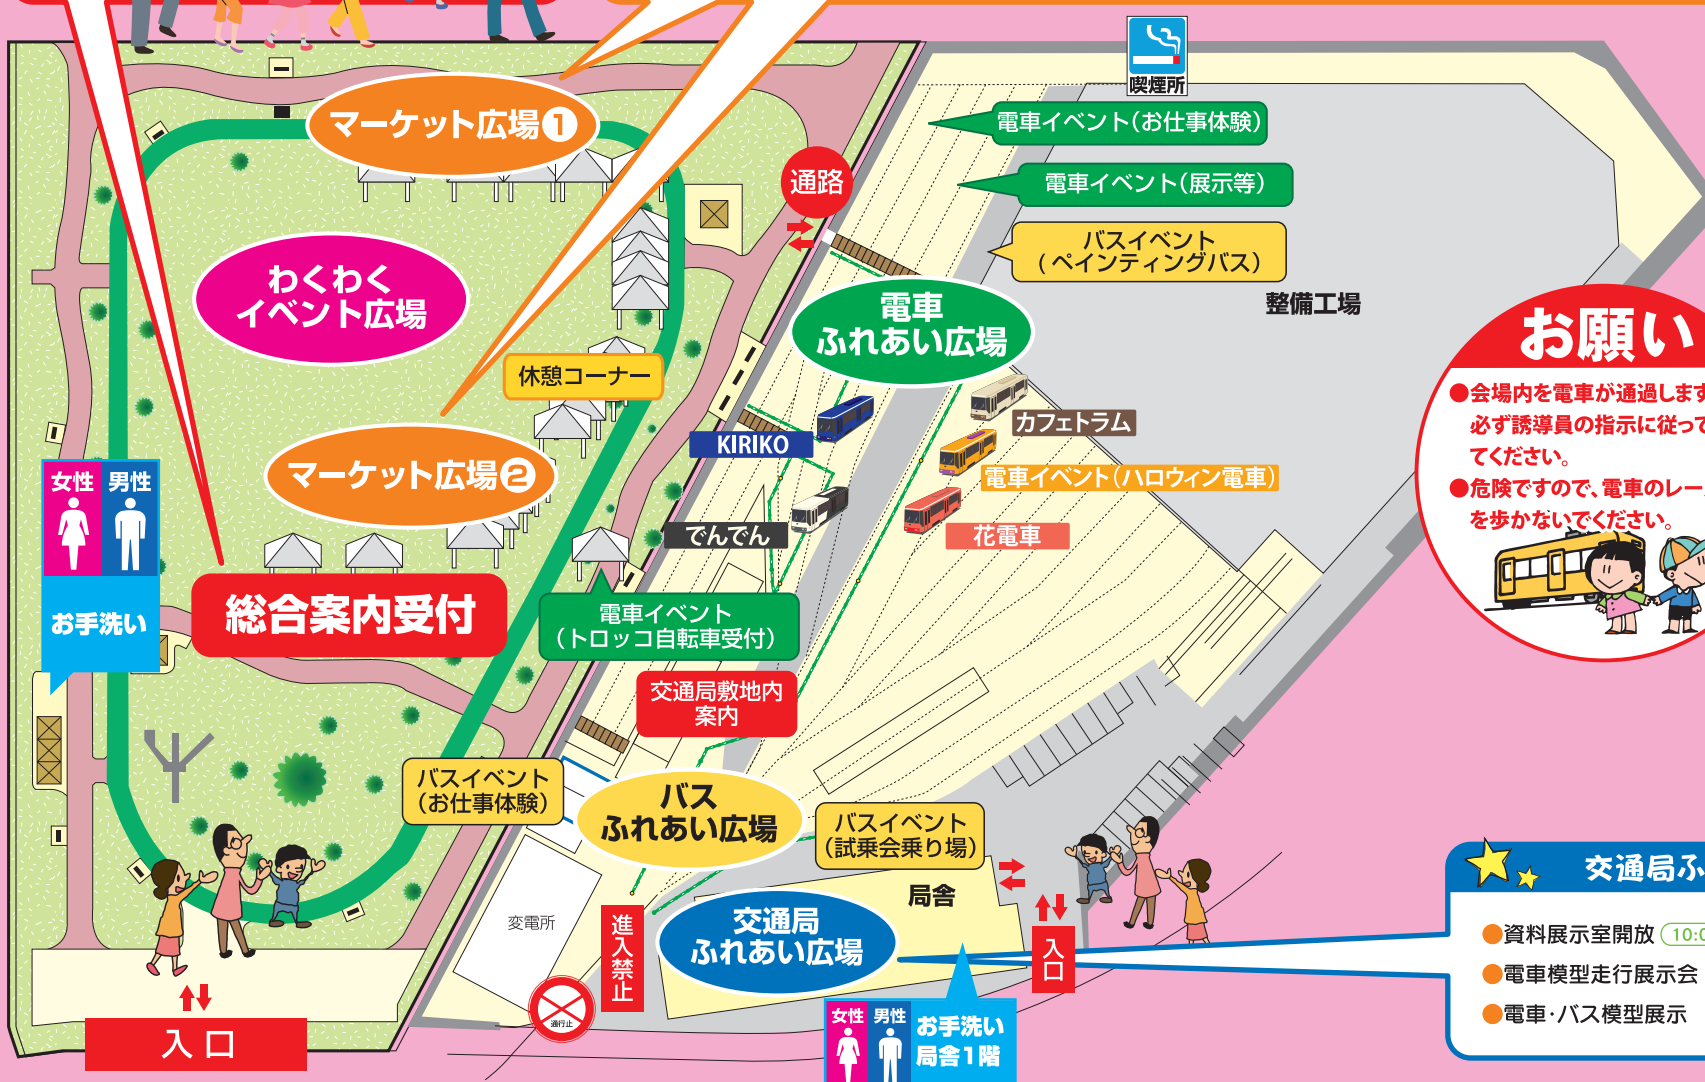 喫煙所
マーケット広場❶
電車イベント(お仕事体験)
通路
電車イベント(展示等)
バスイベント
(ペインティングバス)
わくわく
イベント広場
電車
ふれあい広場
整備工場
お願い
休憩コーナー
●会場内を電車が通過します
必ず誘導員の指示に従って
てください。
●危険ですので、電車のレー
を歩かないでください。
カフェトラム
KIRIKO
マーケット広場❷
電車イベント(ハロウィン電車)
女性 男性
お手洗い
でんでん
花電車
総合案内受付
電車イベント
(トロッコ自転車受付)
交通局敷地内
案内
バスイベント
(お仕事体験)
バス
ふれあい広場
バスイベント
(試乗会乗り場)
局舎
変電所
進入禁止
交通局
ふれあい広場
入口
通行止
入口
女性 男性
お手洗い
局舎1階
交通局ふ
●資料展示室開放 10:0
●電車模型走行展示会
●電車・バス模型展示